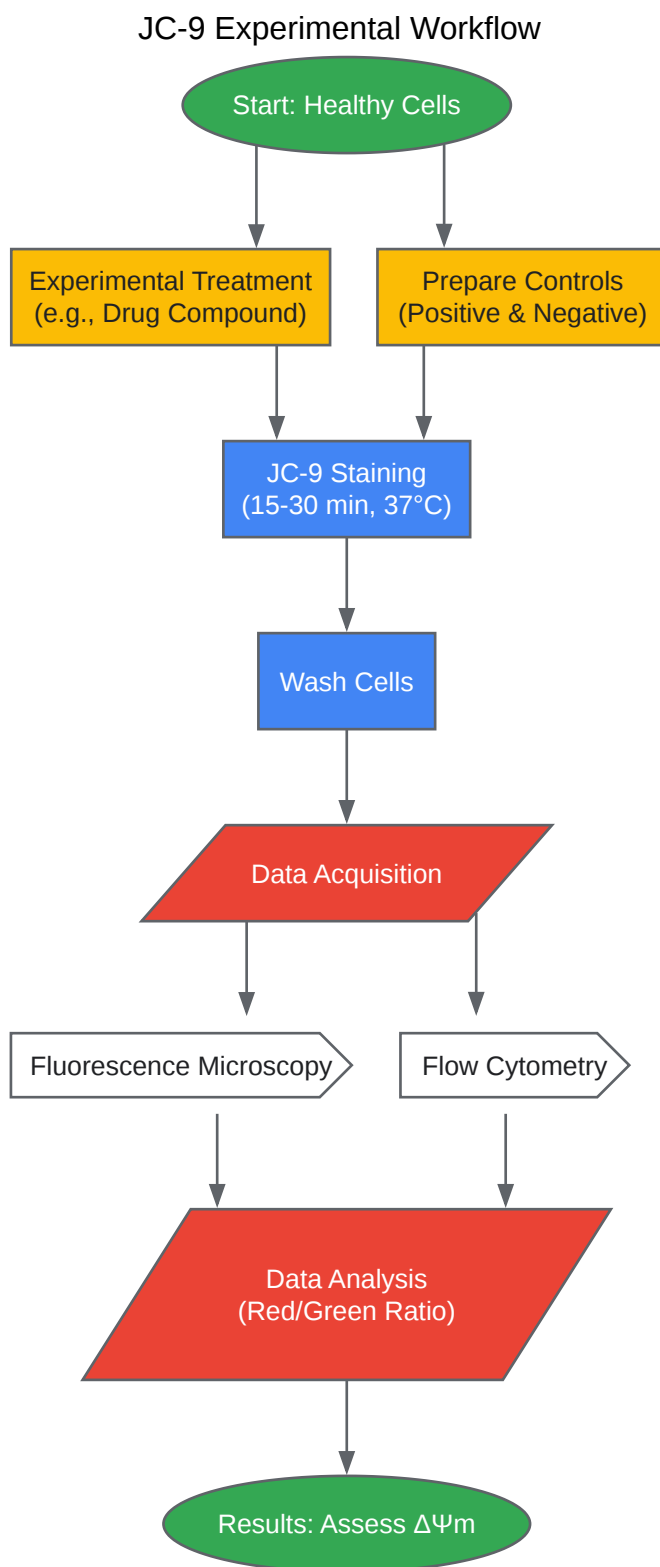 JC-9 Experimental Workflow
Start: Healthy Cells
Experimental Treatment
(e.g., Drug Compound)
Prepare Controls
(Positive & Negative)
JC-9 Staining
(15-30 min, 37°C)
Wash Cells
Data Acquisition
Fluorescence Microscopy
Flow Cytometry
Data Analysis
(Red/Green Ratio)
Results: Assess ΔΨm